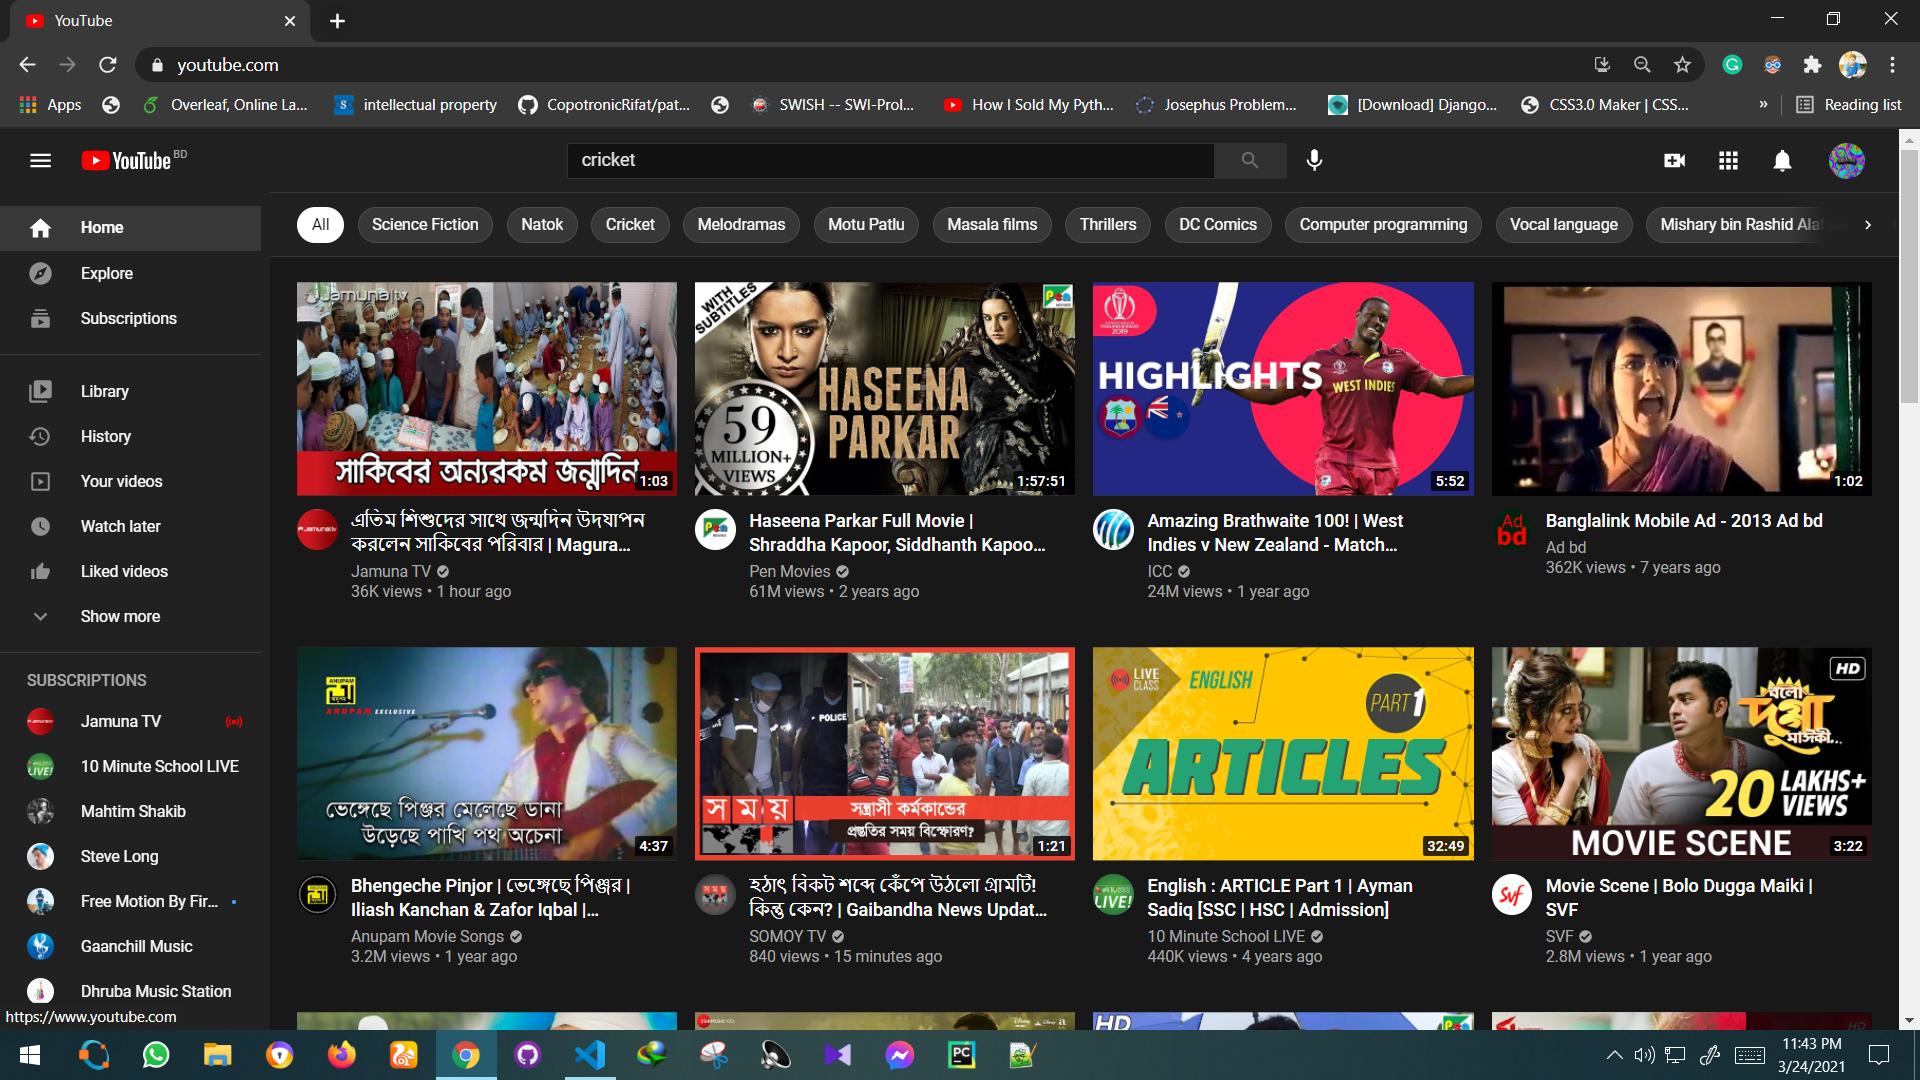 YouTube
youtube.com
Apps
Overleaf, Online La...
intellectual property
CopotronicRifat/pat...
SWISH -- SWI-Prol...
How I Sold My Pyth...
Josephus Problem...
[Download] Django...
CSS3.0 Maker | CSS...
»
Reading list
YouTube BD
cricket
Home
Explore
Subscriptions
Library
History
Your videos
Watch later
Liked videos
Show more
SUBSCRIPTIONS
Jamuna TV
10 Minute School LIVE
Mahtim Shakib
Steve Long
Free Motion By Fir...
Gaanchill Music
Dhruba Music Station
https://www.youtube.com
All
Science Fiction
Natok
Cricket
Melodramas
Motu Patlu
Masala films
Thrillers
DC Comics
Computer programming
Vocal language
Mishary bin Rashid Ala
Jamuna tv
সাকিবের অন্যরকম জন্মদিন
1:03
এতিম শিশুদের সাথে জন্মদিন উদযাপন
করলেন সাকিবের পরিবার | Magura...
Jamuna TV
36K views • 1 hour ago
WITH
SUBTITLES
Pen
HASEENA
PARKAR
59
MILLION+
VIEWS
1:57:51
Haseena Parkar Full Movie |
Shraddha Kapoor, Siddhanth Kapoo...
Pen Movies
61M views • 2 years ago
2019
HIGHLIGHTS
WEST INDIES
5:52
Amazing Brathwaite 100! | West
Indies v New Zealand - Match...
ICC
24M views • 1 year ago
1:02
Ad
bd
Banglalink Mobile Ad - 2013 Ad bd
Ad bd
362K views • 7 years ago
ANUPAM
ANUPAM EXCLUSIVE
ভেঙ্গেছে পিঞ্জর মেলেছে ডানা
উড়েছে পাখি পথ অচেনা
4:37
Bhengeche Pinjor | ভেঙ্গেছে পিঞ্জর |
Iliash Kanchan & Zafor Iqbal |...
Anupam Movie Songs
3.2M views • 1 year ago
POLICE
সময়
সন্ত্রাসী কর্মকান্ডের
প্রস্তুতির সময় বিস্ফোরণ?
1:21
হঠাৎ বিকট শব্দে কেঁপে উঠলো গ্রামটি!
কিন্তু কেন? | Gaibandha News Updat...
SOMOY TV
840 views • 15 minutes ago
LIVE
CLASS
ENGLISH
PART 1
ARTICLES
32:49
LIVE!
English : ARTICLE Part 1 | Ayman
Sadiq [SSC | HSC | Admission]
10 Minute School LIVE
440K views • 4 years ago
HD
বলো
দুগ্গা
মাঈকী...
20 LAKHS+
VIEWS
MOVIE SCENE
3:22
SVF
Movie Scene | Bolo Dugga Maiki |
SVF
SVF
2.8M views • 1 year ago
ZEE MUSIC CO.
HD
Pen
HD
PC
11:43 PM
3/24/2021